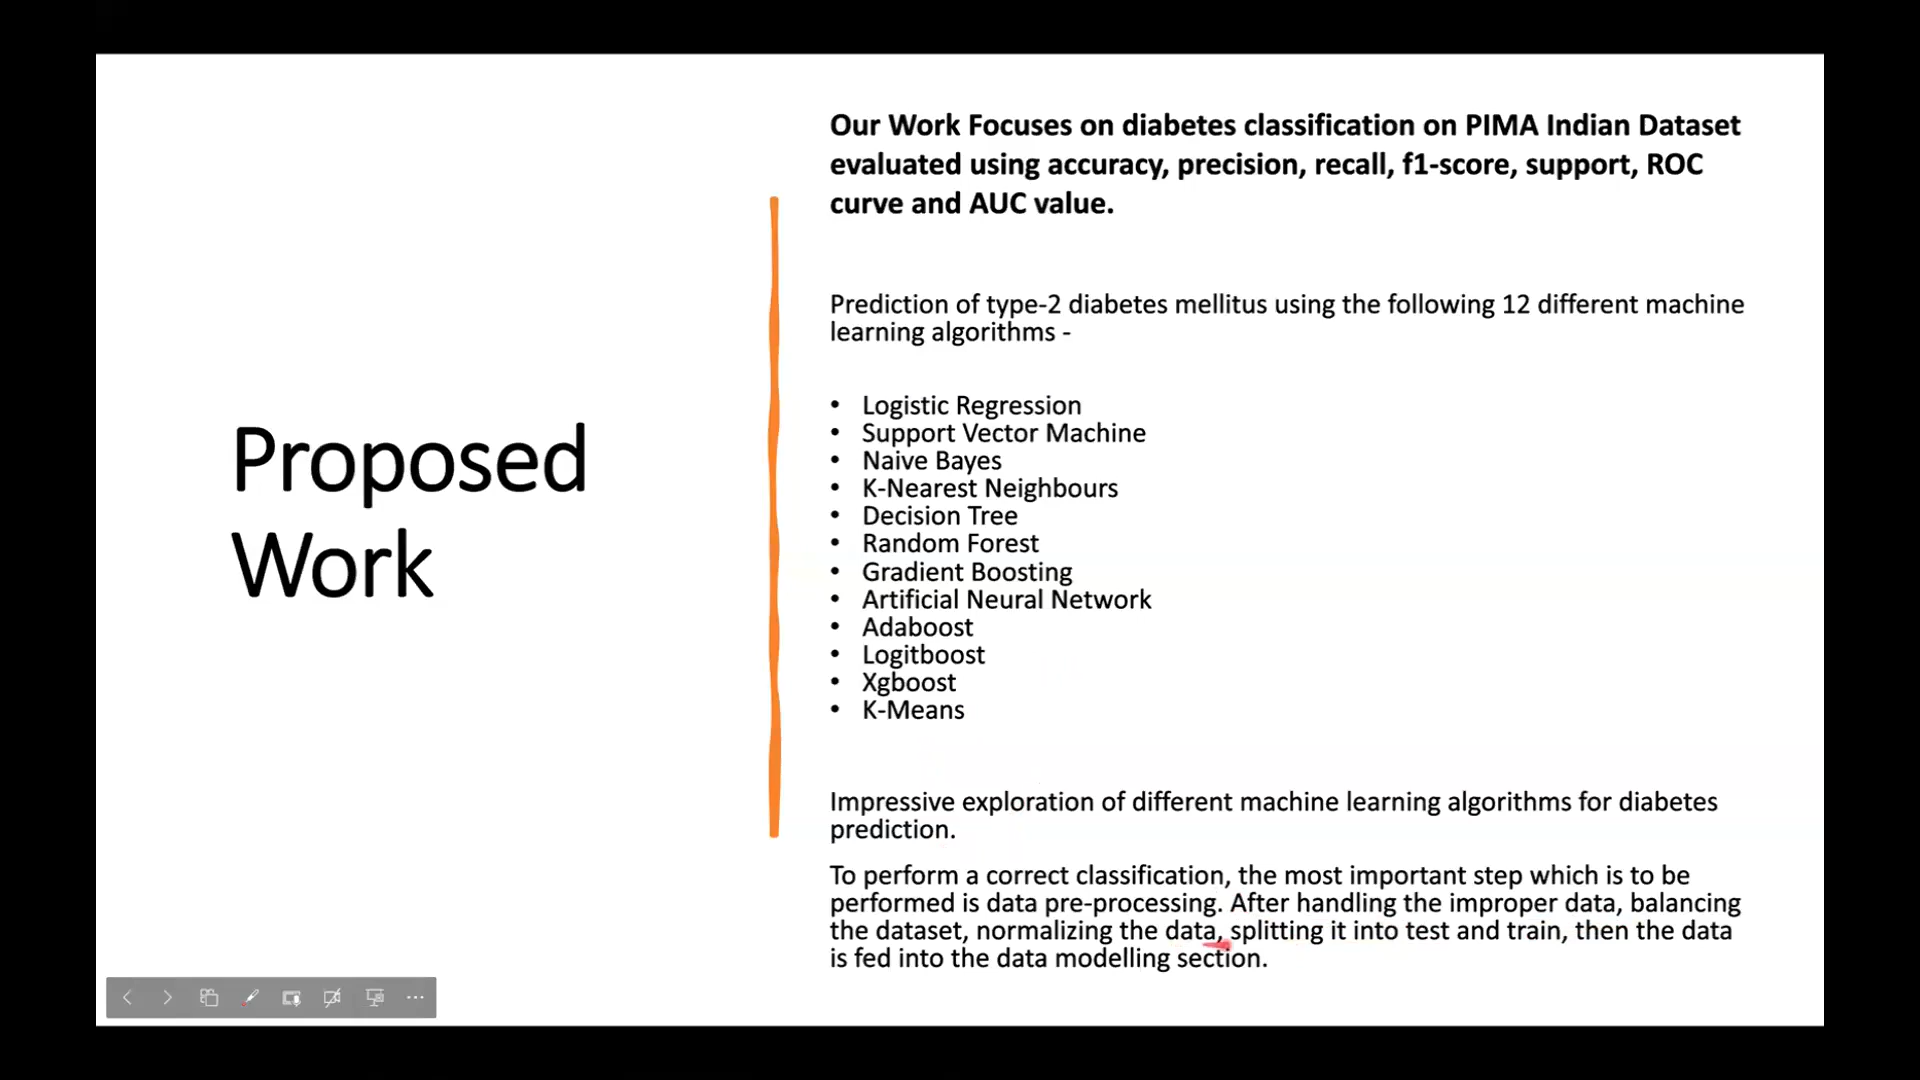 Proposed
Work
Our Work Focuses on diabetes classification on PIMA Indian Dataset
evaluated using accuracy, precision, recall, f1-score, support, ROC
curve and AUC value.
Prediction of type-2 diabetes mellitus using the following 12 different machine
learning algorithms -
• Logistic Regression
• Support Vector Machine
• Naive Bayes
• K-Nearest Neighbours
• Decision Tree
• Random Forest
• Gradient Boosting
• Artificial Neural Network
• Adaboost
• Logitboost
• Xgboost
• K-Means
Impressive exploration of different machine learning algorithms for diabetes
prediction.
To perform a correct classification, the most important step which is to be
performed is data pre-processing. After handling the improper data, balancing
the dataset, normalizing the data, splitting it into test and train, then the data
is fed into the data modelling section.